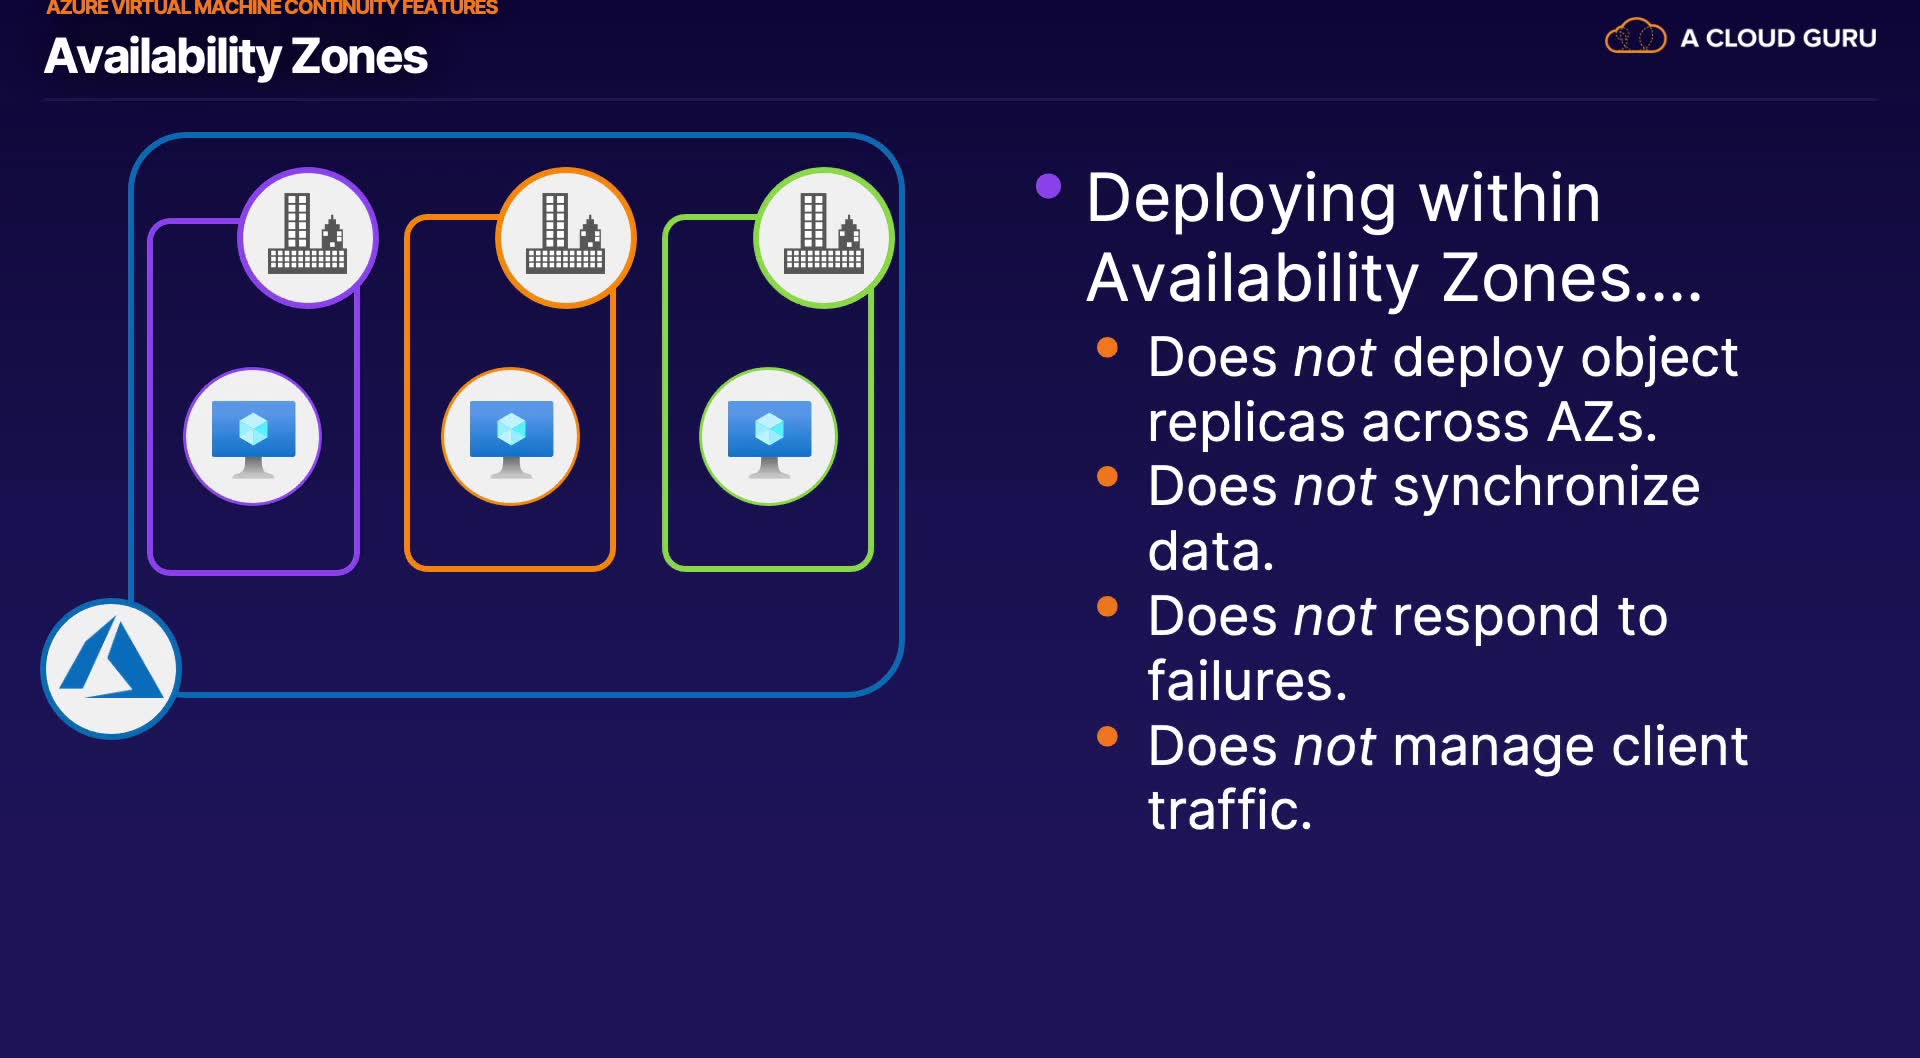 AZURE VIRTUAL MACHINE CONTINUITY FEATURES
Availability Zones
A CLOUD GURU
Deploying within
Availability Zones....
Does not deploy object
replicas across AZs.
Does not synchronize
data.
Does not respond to
failures.
Does not manage client
traffic.